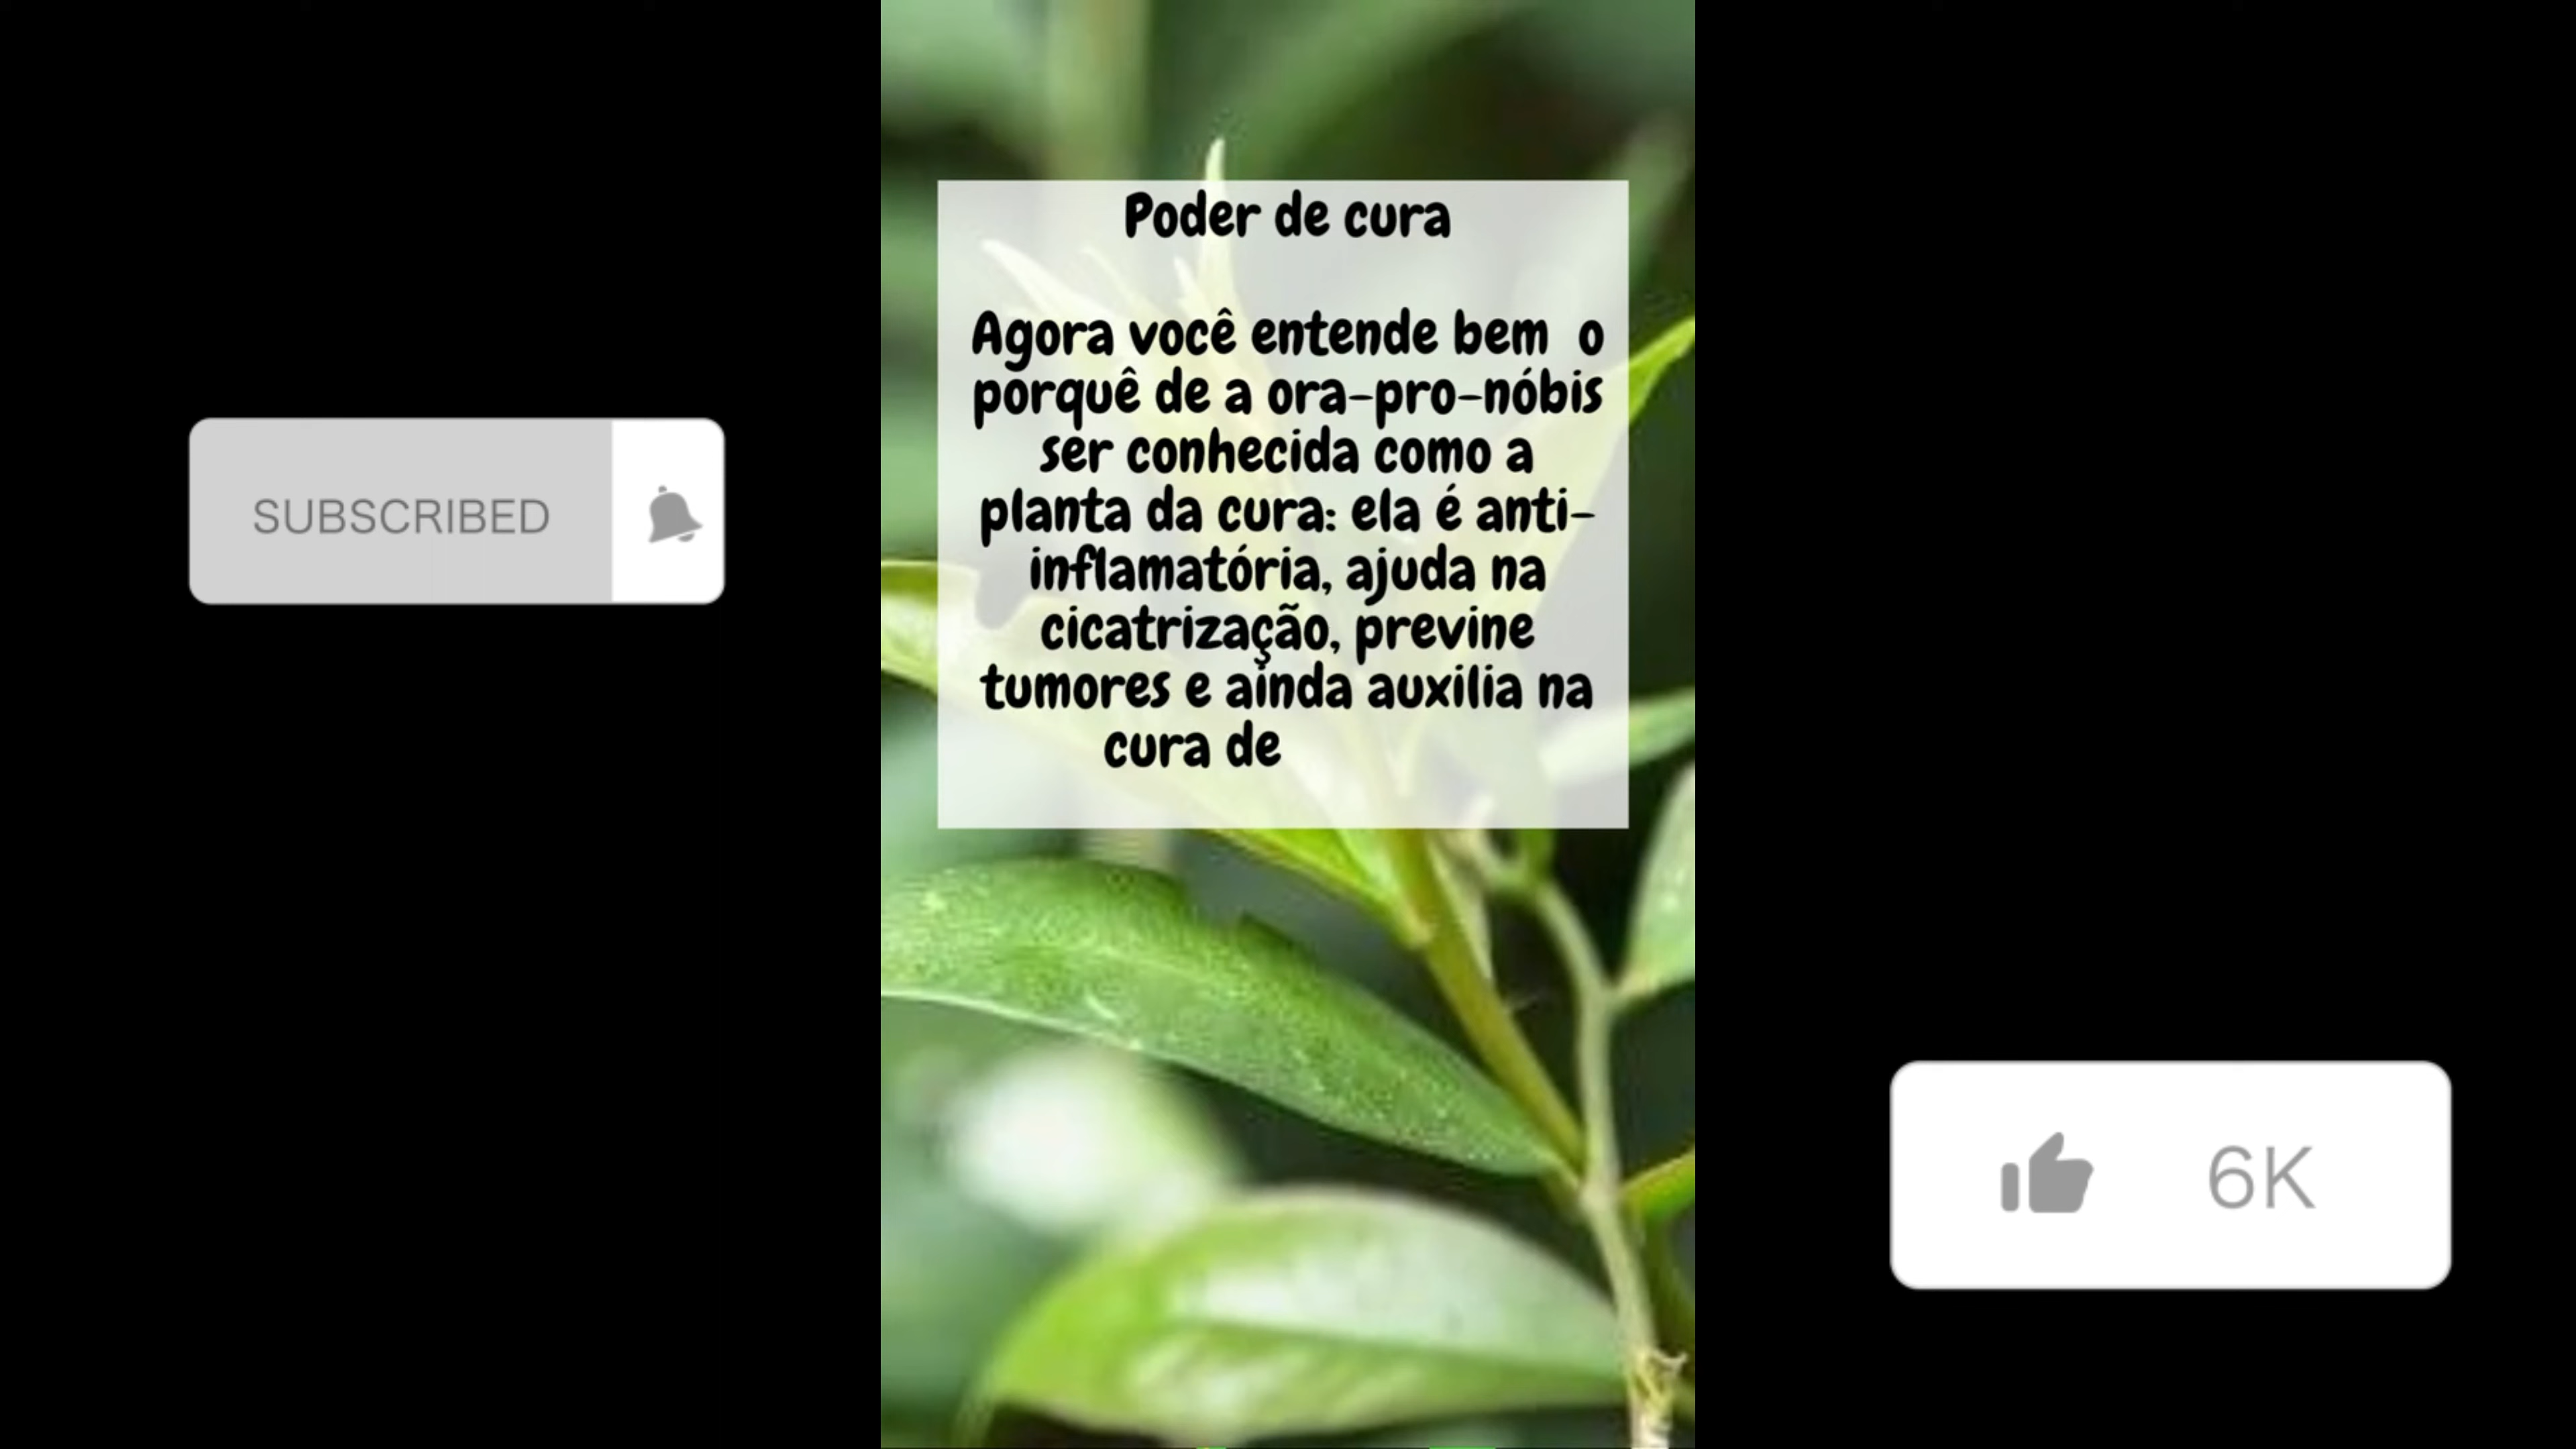 Poder de cura
Agora você entende bem  o
porquê de a ora-pro-nóbis
ser conhecida como a
planta da cura: ela é anti-
inflamatória, ajuda na
cicatrização, previne
tumores e ainda auxilia na
cura de
SUBSCRIBED
6K